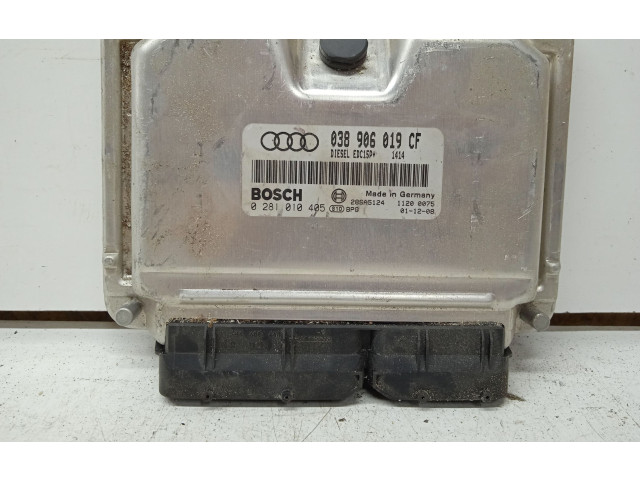 038 906 019 CF
DIESEL EDC15P+ 1414
BOSCH Made in Germany
28SA5124 1120 0075
0 281 010 405 01-12-08